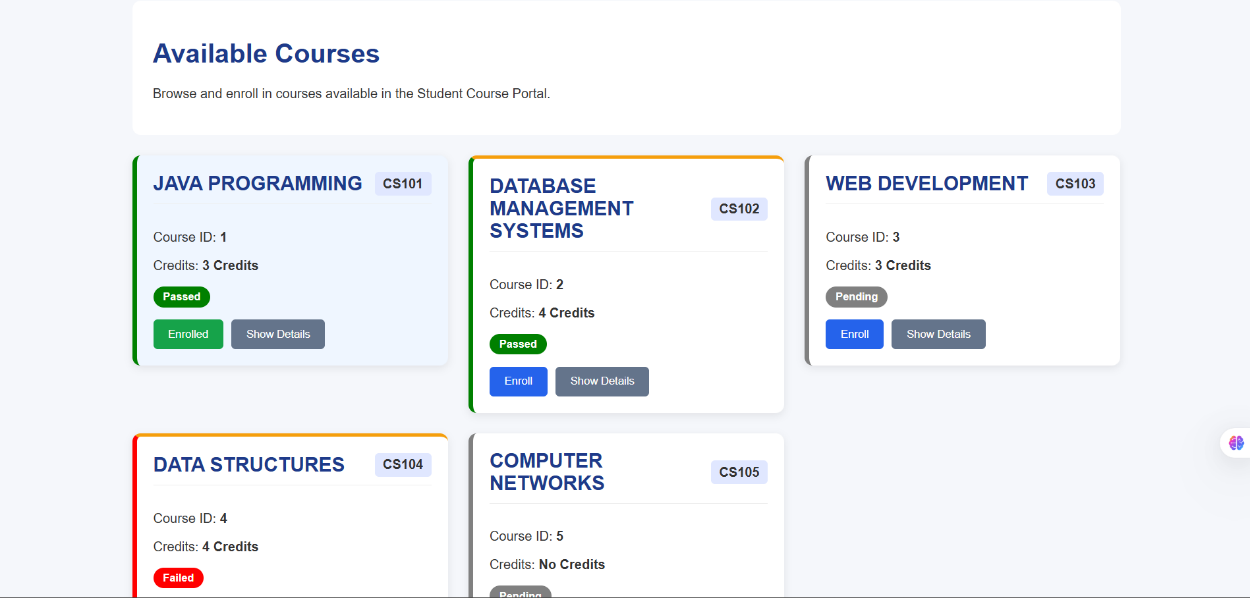 Available Courses
Browse and enroll in courses available in the Student Course Portal.
JAVA PROGRAMMING
CS101
Course ID: 1
Credits: 3 Credits
Passed
Enrolled
Show Details
DATABASE
MANAGEMENT
SYSTEMS
CS102
Course ID: 2
Credits: 4 Credits
Passed
Enroll
Show Details
WEB DEVELOPMENT
CS103
Course ID: 3
Credits: 3 Credits
Pending
Enroll
Show Details
DATA STRUCTURES
CS104
Course ID: 4
Credits: 4 Credits
Failed
COMPUTER
NETWORKS
CS105
Course ID: 5
Credits: No Credits
Pending